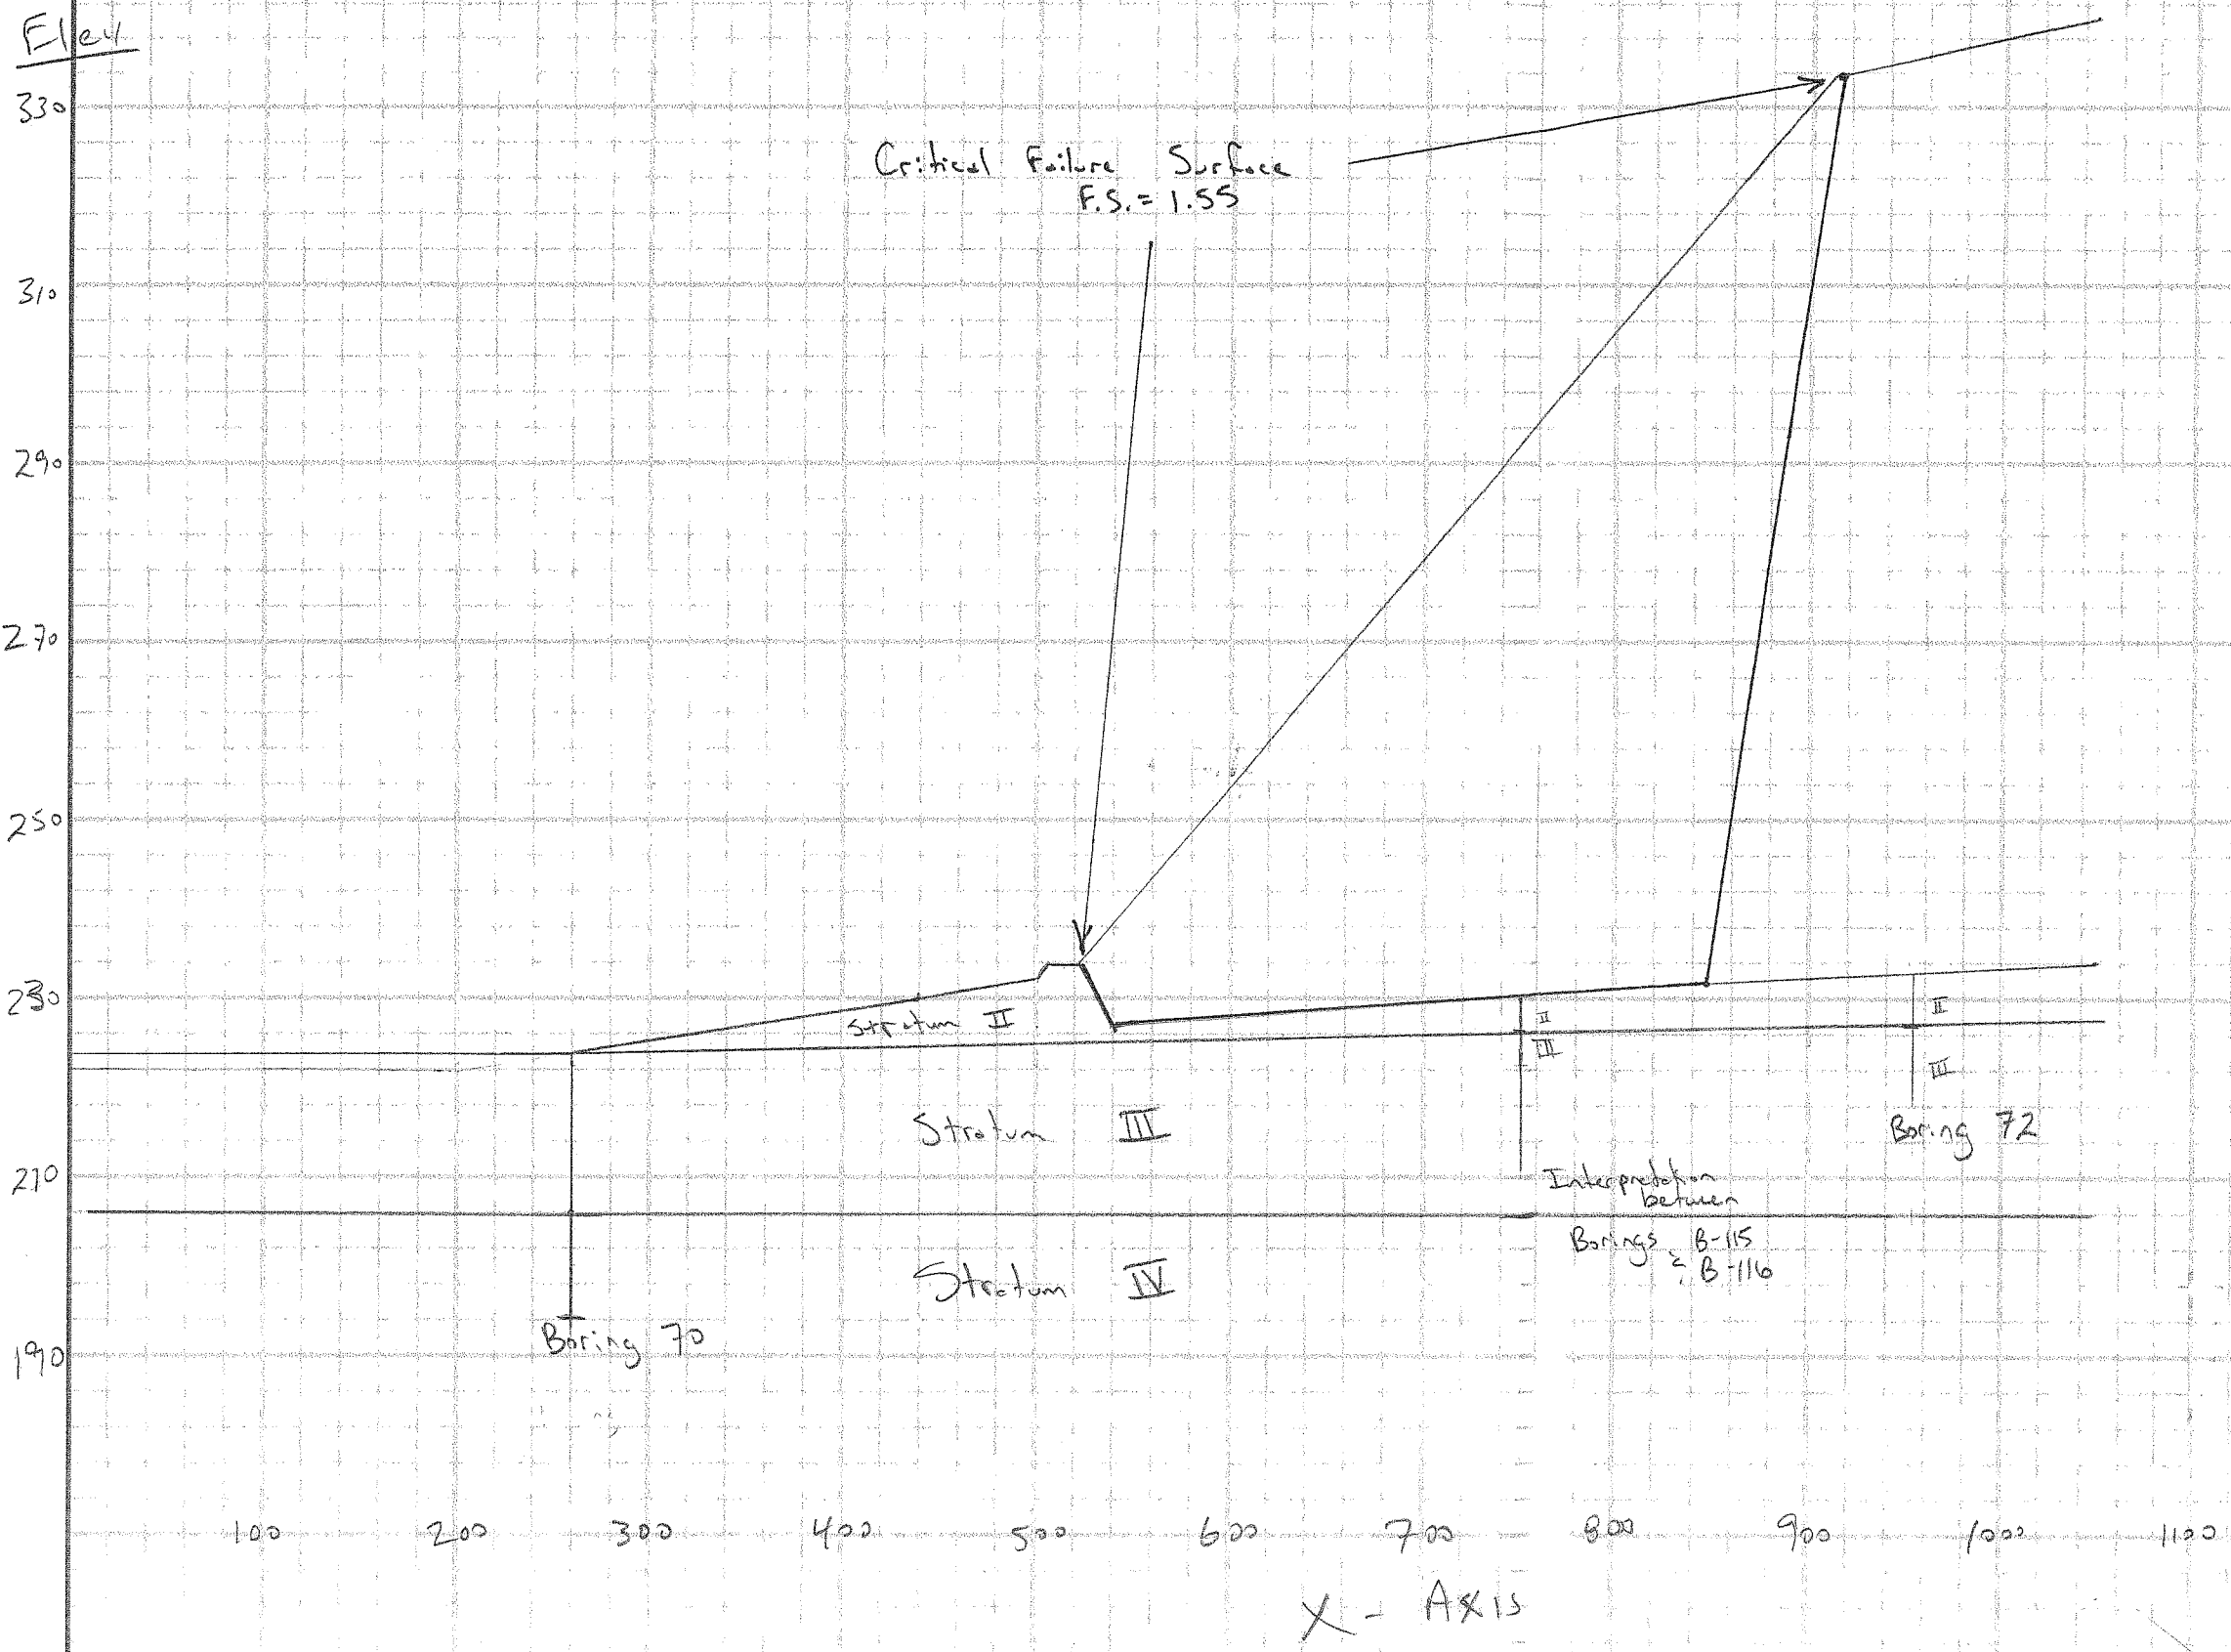 Elev
330
Critical Failure Surface
F.S. = 1.55
310
290
270
250
230
Stratum II
II
III
II
III
Stratum III
Boring 72
210
Interpretation
between
Borings B-115
& B-116
Stratum IV
Boring 70
190
100 200 300 400 500 600 700 800 900 1000 1100
X - Axis